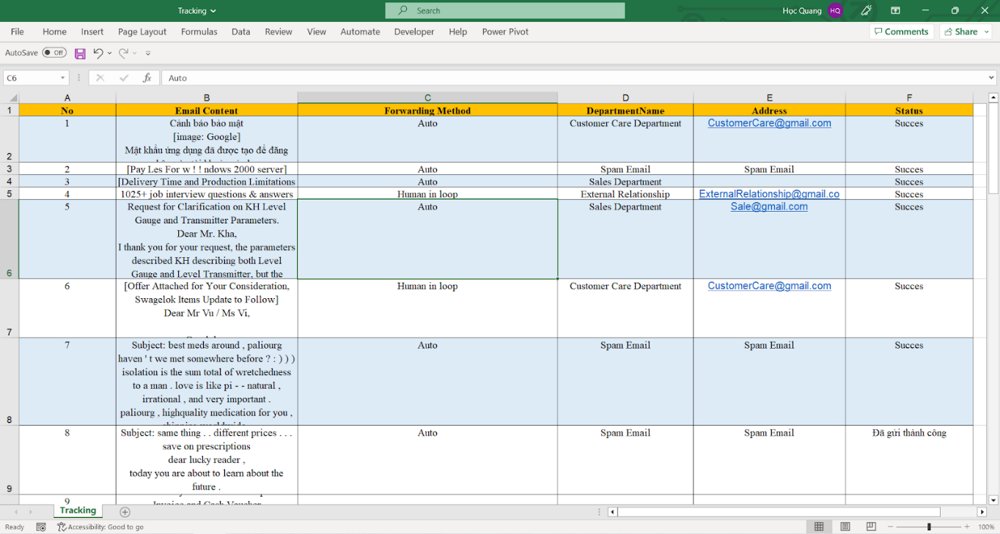 Tracking
Search
Học Quang HQ
File Home Insert Page Layout Formulas Data Review View Automate Developer Help Power Pivot Comments Share
AutoSave Off
C6 fx Auto
A B C D E F
1 No Email Content Forwarding Method DepartmentName Address Status
1 Cảnh báo bảo mật Auto Customer Care Department CustomerCare@gmail.com Succes
[image: Google]
2 Mật khẩu ứng dụng đã được tạo để đăng
3 2 [Pay Les For w ! ! ndows 2000 server] Auto Spam Email Spam Email Succes
4 3 [Delivery Time and Production Limitations Auto Sales Department Succes
5 4 1025+ job interview questions & answers Human in loop External Relationship ExternalRelationship@gmail.co Succes
5 Request for Clarification on KH Level Auto Sales Department Sale@gmail.com Succes
Gauge and Transmitter Parameters.
Dear Mr. Kha,
I thank you for your request, the parameters
described KH describing both Level
6 Gauge and Level Transmitter, but the
6 [Offer Attached for Your Consideration, Human in loop Customer Care Department CustomerCare@gmail.com Succes
Swagelok Items Update to Follow]
Dear Mr Vu / Ms Vi,
7
7 Subject: best meds around , paliourg Auto Spam Email Spam Email Succes
haven ' t we met somewhere before ? : ) ) )
isolation is the sum total of wretchedness
to a man . love is like pi - - natural ,
irrational , and very important .
paliourg , highquality medication for you ,
8
8 Subject: same thing . . different prices . . . Auto Spam Email Spam Email Đã gửi thành công
save on prescriptions
dear lucky reader ,
today you are about to learn about the
9 future .
9 Invoice and Cash Voucher
Tracking
Ready Accessibility: Good to go 100%